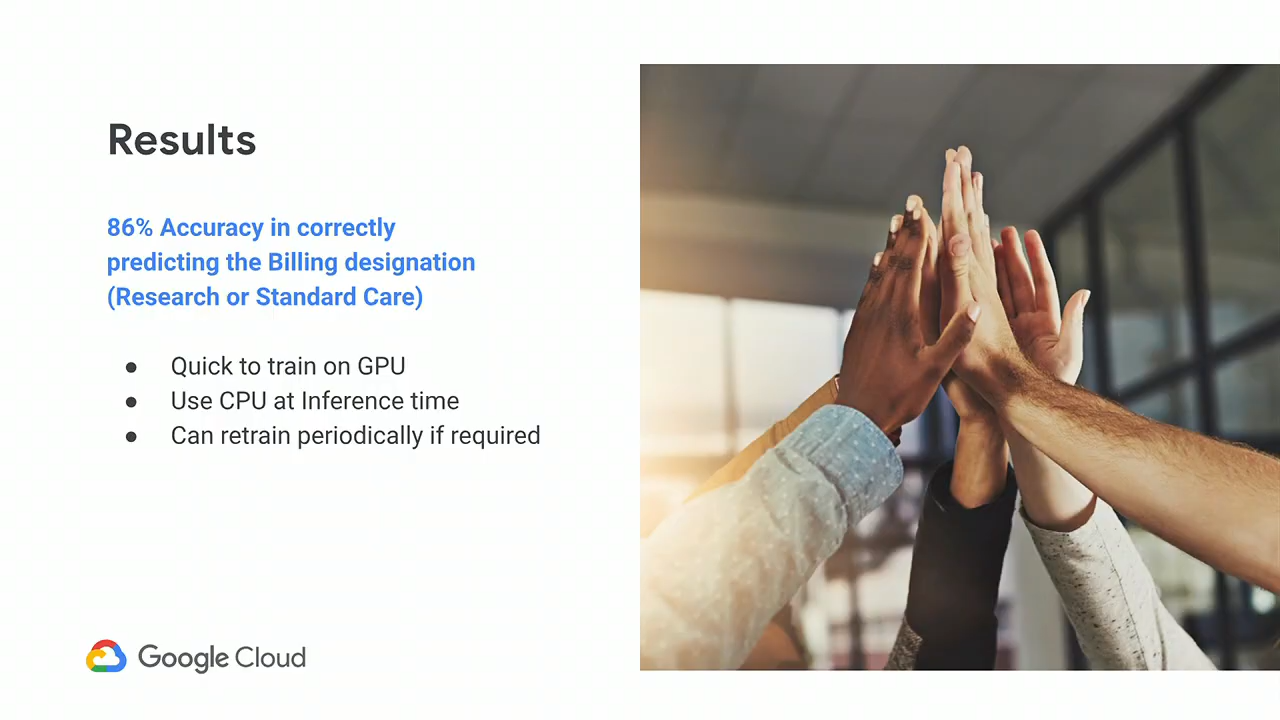 Results
86% Accuracy in correctly
predicting the Billing designation
(Research or Standard Care)
● Quick to train on GPU
● Use CPU at Inference time
● Can retrain periodically if required
Google Cloud